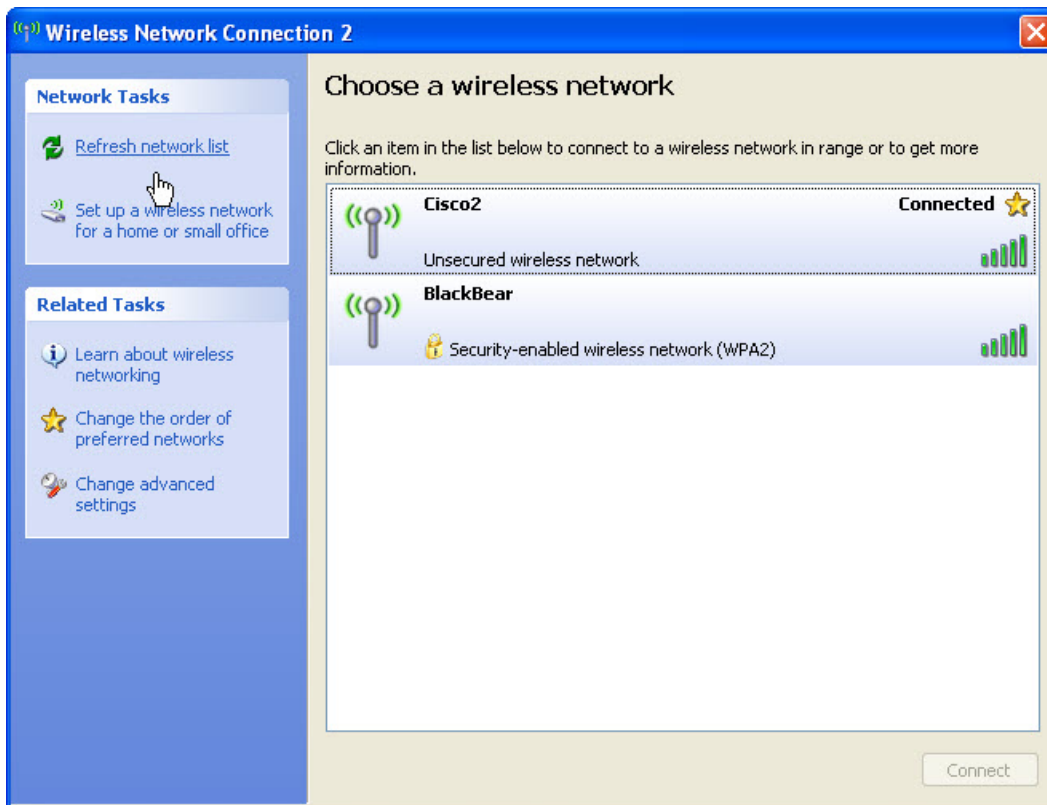 Wireless Network Connection 2
Network Tasks
Refresh network list
Set up a wireless network
for a home or small office
Related Tasks
Learn about wireless
networking
Change the order of
preferred networks
Change advanced
settings
Choose a wireless network
Click an item in the list below to connect to a wireless network in range or to get more
information.
Cisco2 Connected
Unsecured wireless network
BlackBear
Security-enabled wireless network (WPA2)
Connect